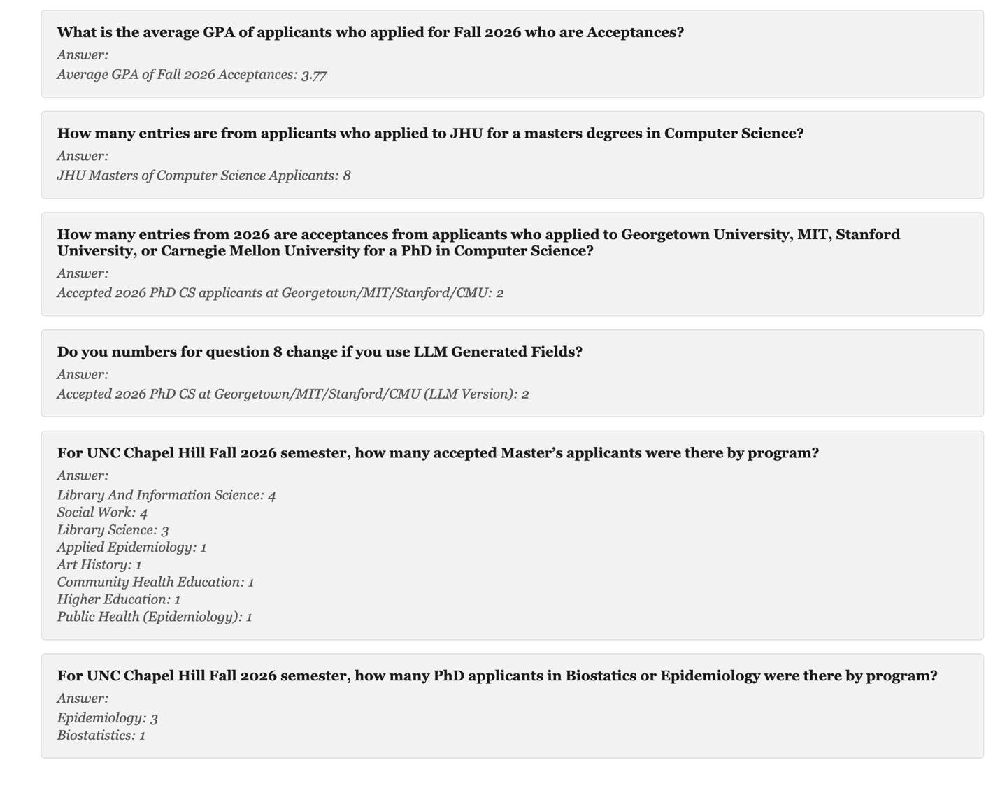 What is the average GPA of applicants who applied for Fall 2026 who are Acceptances?
Answer:
Average GPA of Fall 2026 Acceptances: 3.77
How many entries are from applicants who applied to JHU for a masters degrees in Computer Science?
Answer:
JHU Masters of Computer Science Applicants: 8
How many entries from 2026 are acceptances from applicants who applied to Georgetown University, MIT, Stanford
University, or Carnegie Mellon University for a PhD in Computer Science?
Answer:
Accepted 2026 PhD CS applicants at Georgetown/MIT/Stanford/CMU: 2
Do you numbers for question 8 change if you use LLM Generated Fields?
Answer:
Accepted 2026 PhD CS at Georgetown/MIT/Stanford/CMU (LLM Version): 2
For UNC Chapel Hill Fall 2026 semester, how many accepted Master’s applicants were there by program?
Answer:
Library And Information Science: 4
Social Work: 4
Library Science: 3
Applied Epidemiology: 1
Art History: 1
Community Health Education: 1
Higher Education: 1
Public Health (Epidemiology): 1
For UNC Chapel Hill Fall 2026 semester, how many PhD applicants in Biostatics or Epidemiology were there by program?
Answer:
Epidemiology: 3
Biostatistics: 1